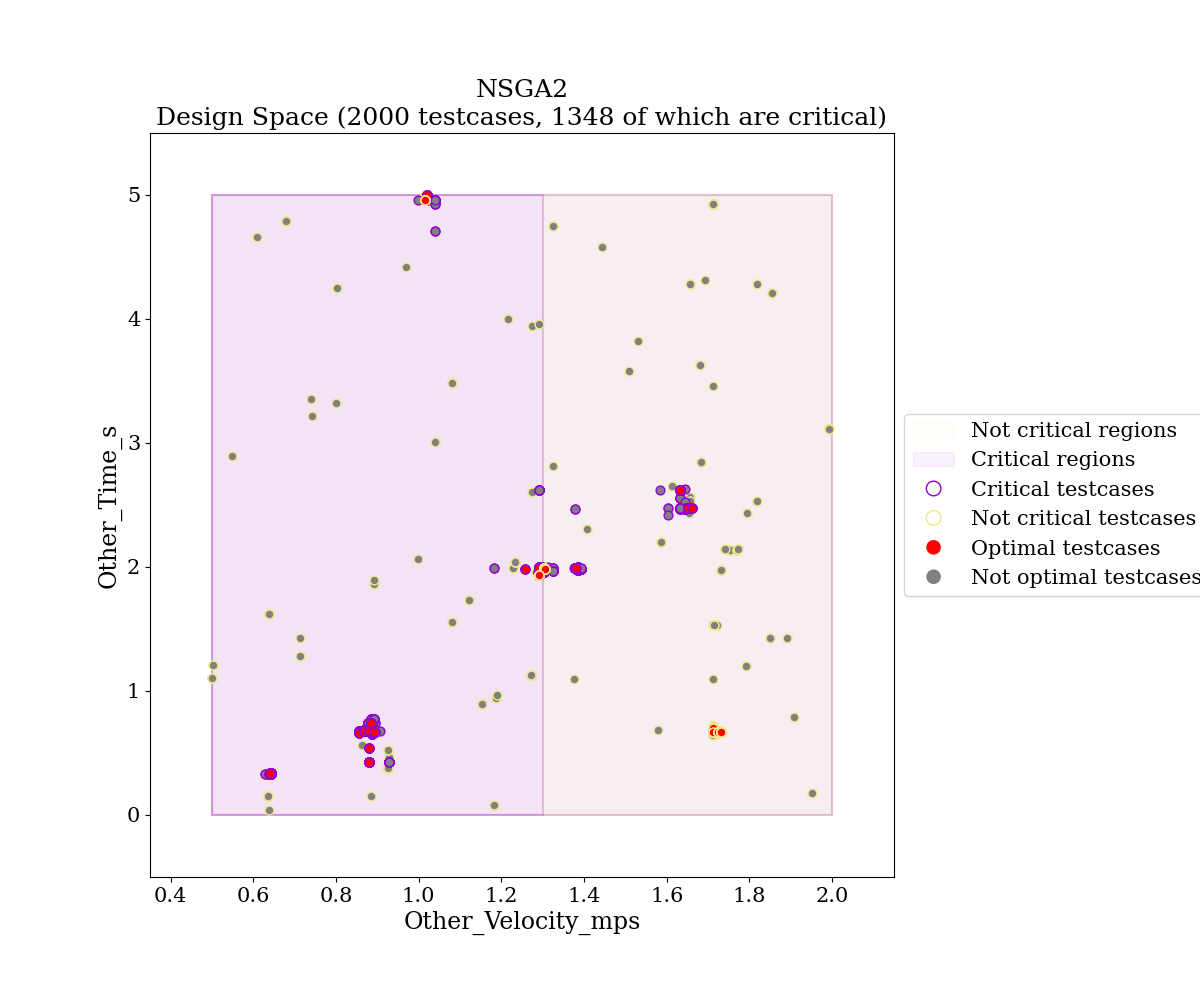 NSGA2
Design Space (2000 testcases, 1348 of which are critical)
Other_Time_s
5
4
3
2
1
0
0.4 0.6 0.8 1.0 1.2 1.4 1.6 1.8 2.0
Other_Velocity_mps
Not critical regions
Critical regions
Critical testcases
Not critical testcases
Optimal testcases
Not optimal testcases